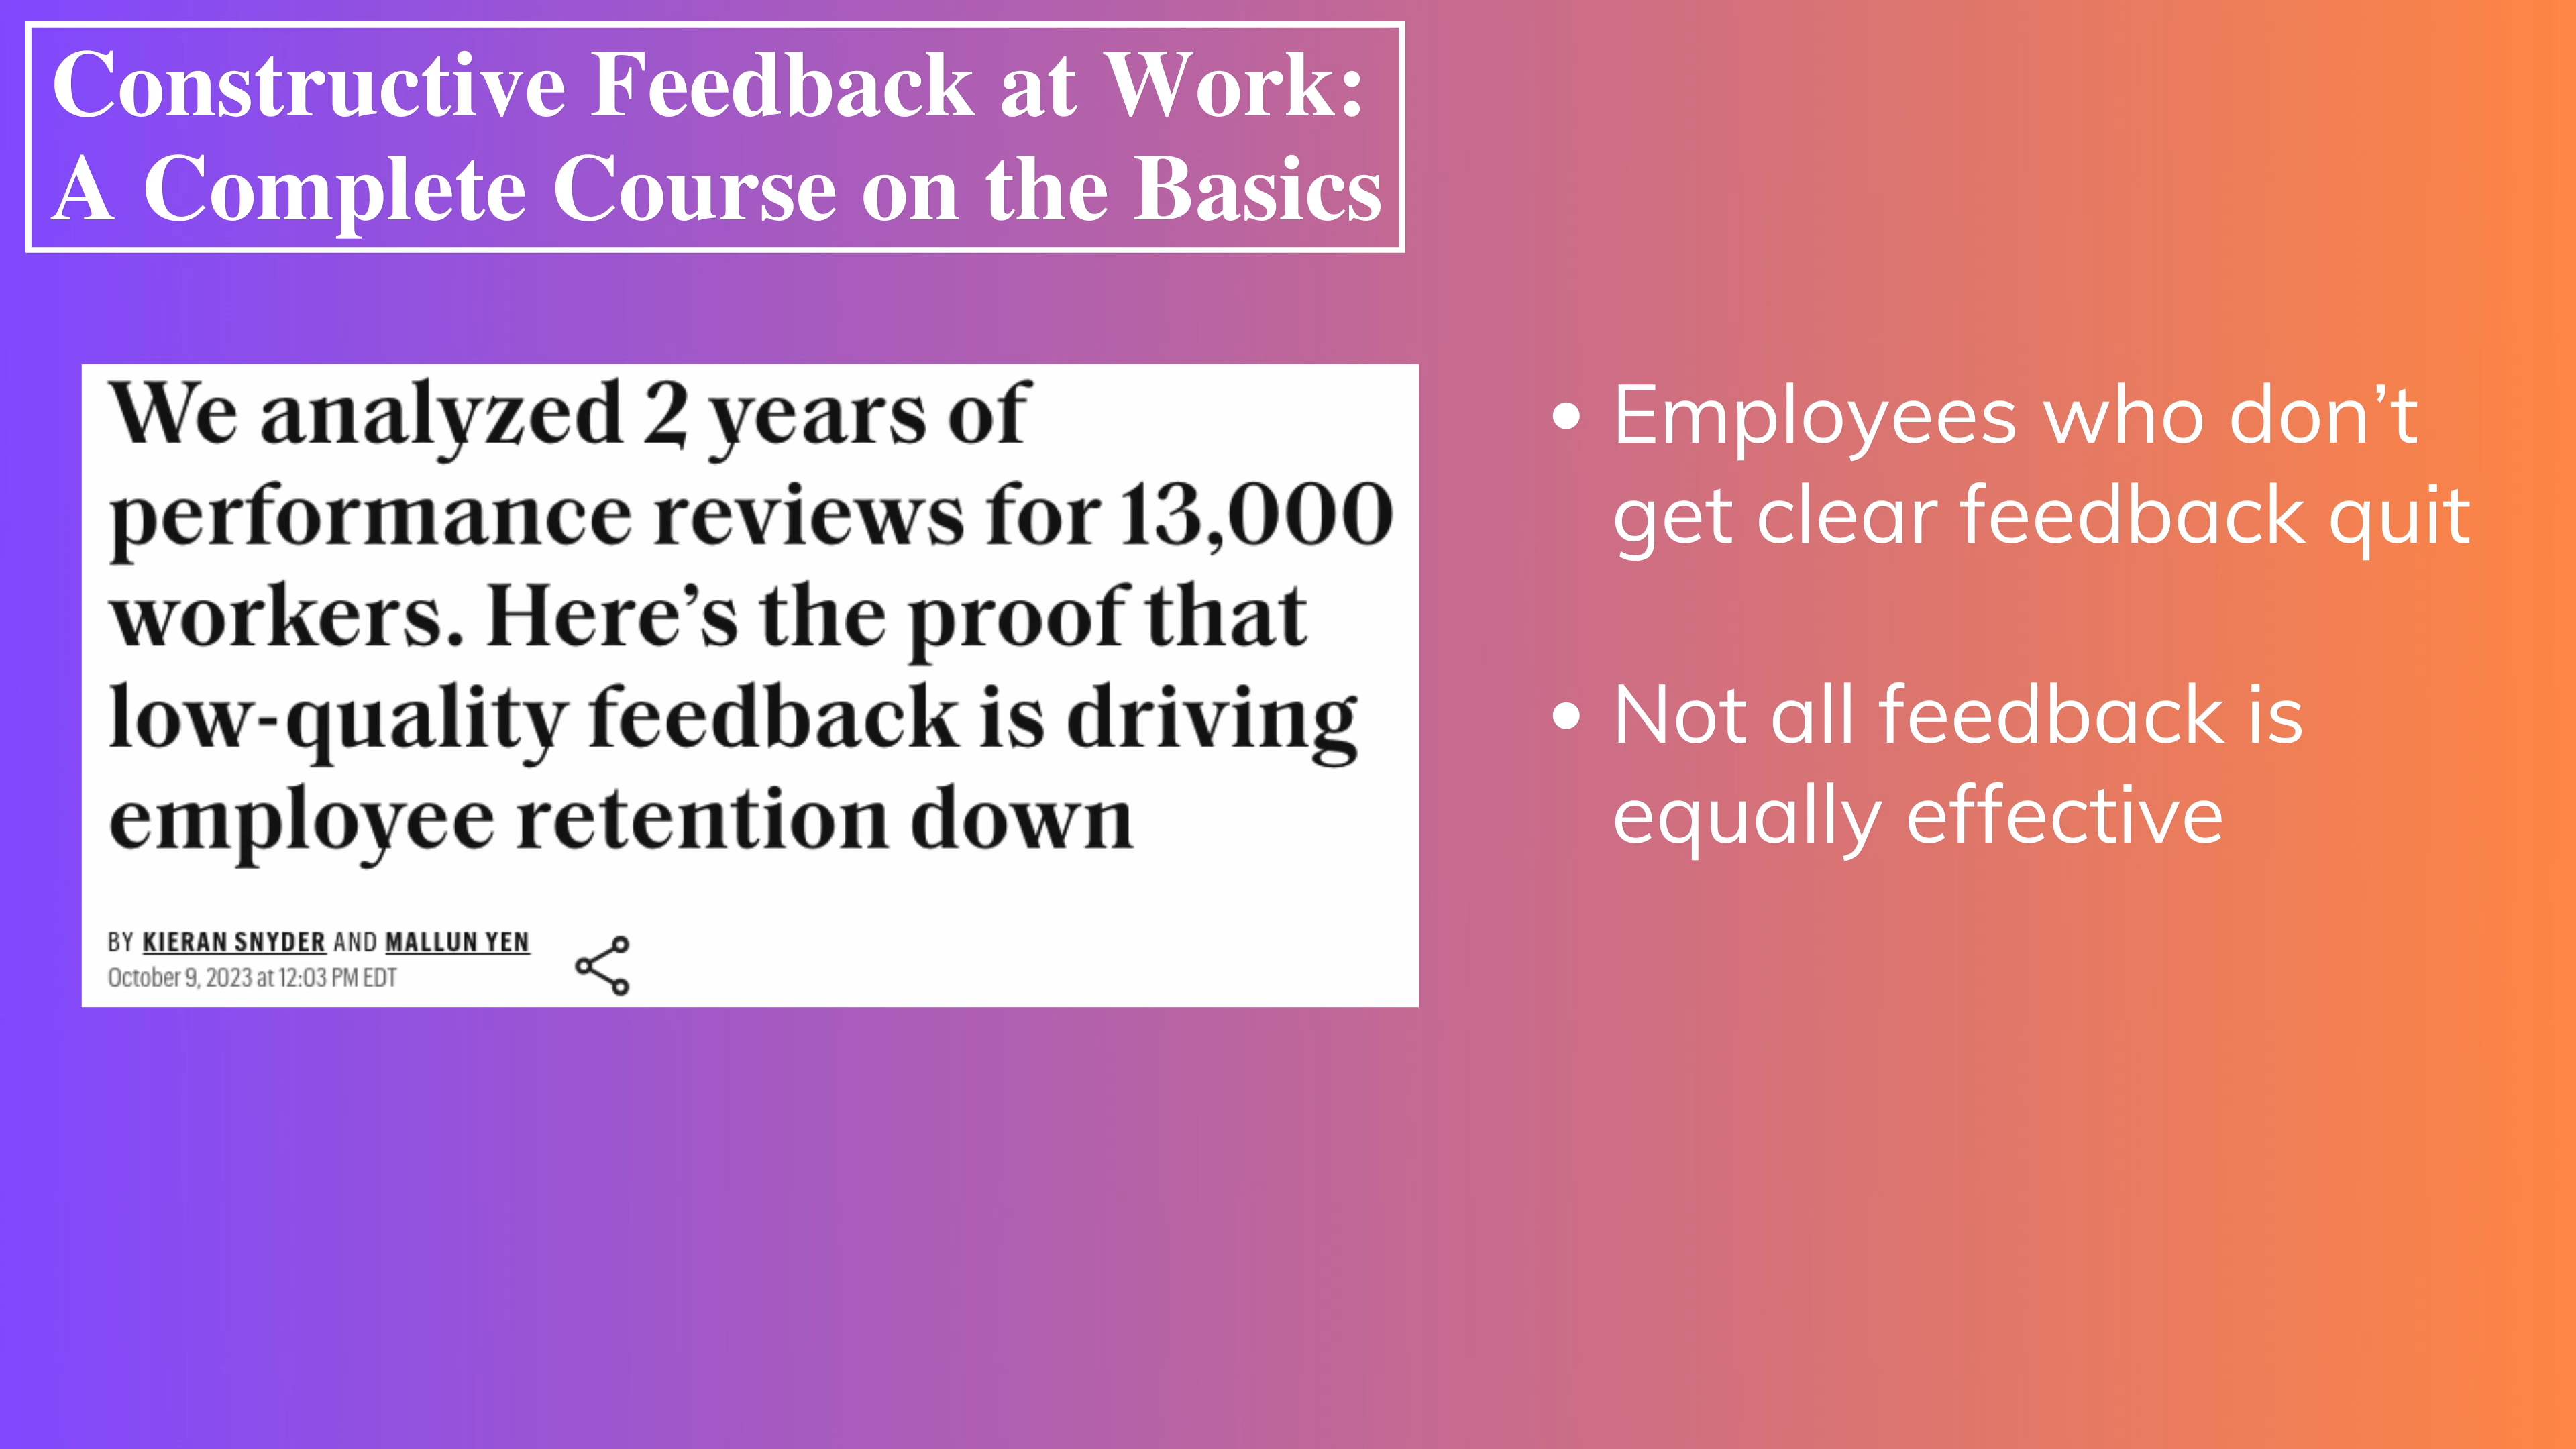 Constructive Feedback at Work:
A Complete Course on the Basics
We analyzed 2 years of
performance reviews for 13,000
workers. Here’s the proof that
low-quality feedback is driving
employee retention down
BY KIERAN SNYDER AND MALLUN YEN
October 9, 2023 at 12:03 PM EDT
• Employees who don’t
get clear feedback quit
• Not all feedback is
equally effective